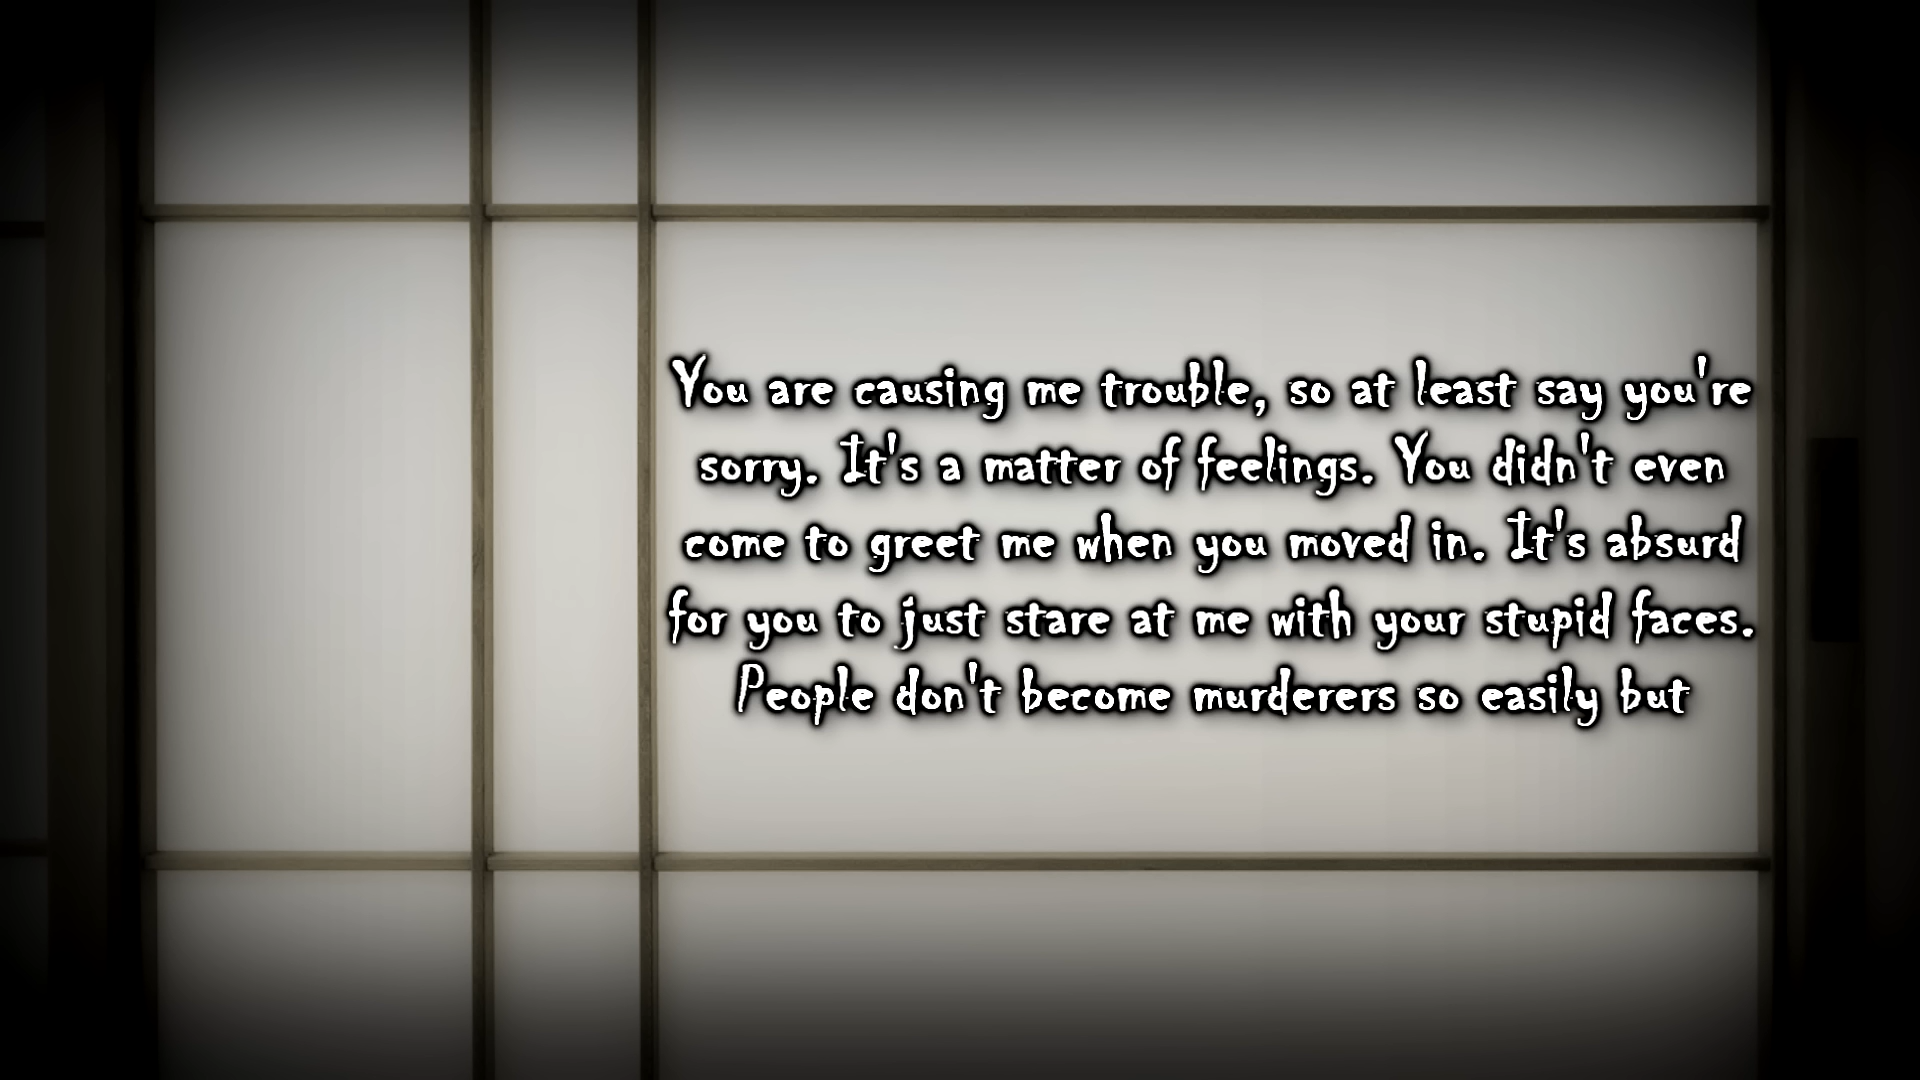 You are causing me trouble, so at least say you're
sorry. It's a matter of feelings. You didn't even
come to greet me when you moved in. It's absurd
for you to just stare at me with your stupid faces.
People don't become murderers so easily but